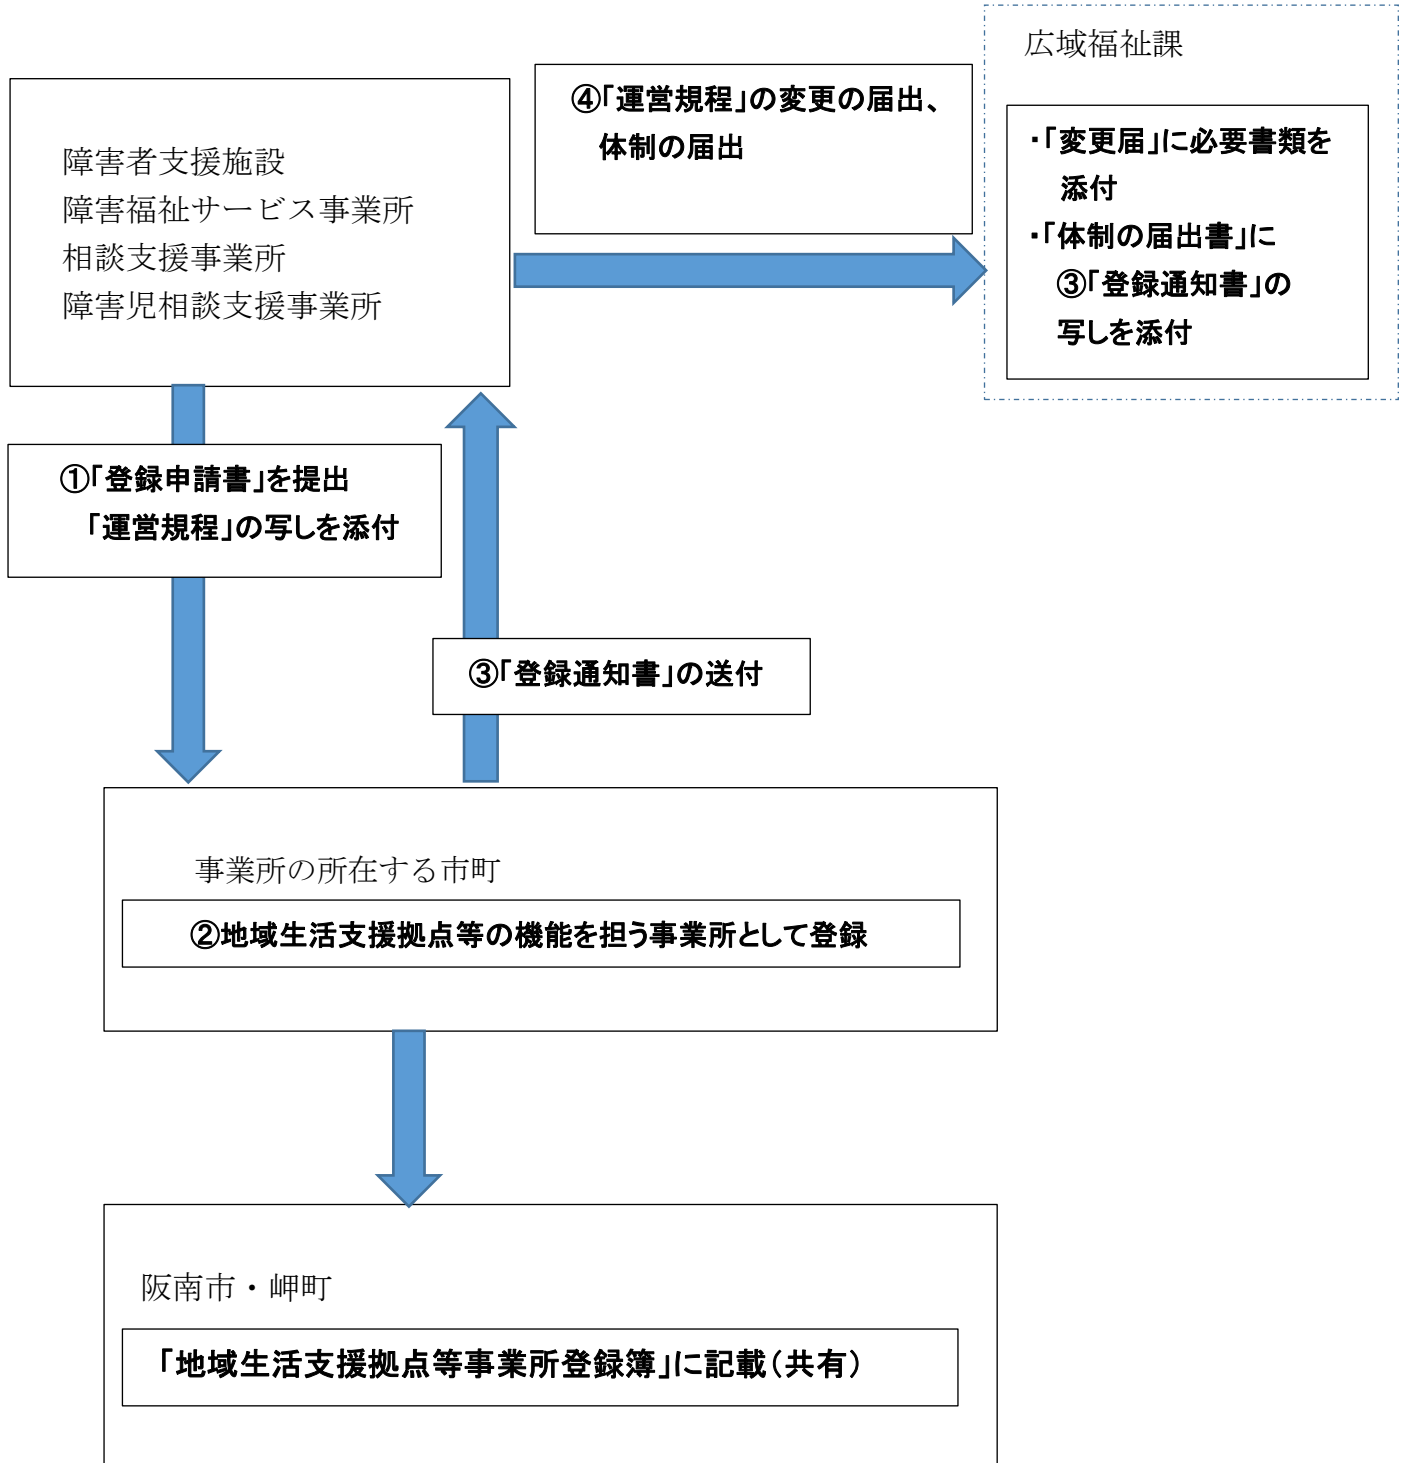 障害者支援施設
障害福祉サービス事業所
相談支援事業所
障害児相談支援事業所
④「運営規程」の変更の届出、
体制の届出
広域福祉課
・「変更届」に必要書類を
添付
・「体制の届出書」に
③「登録通知書」の
写しを添付
①「登録申請書」を提出
「運営規程」の写しを添付
③「登録通知書」の送付
事業所の所在する市町
②地域生活支援拠点等の機能を担う事業所として登録
阪南市・岬町
「地域生活支援拠点等事業所登録簿」に記載（共有）